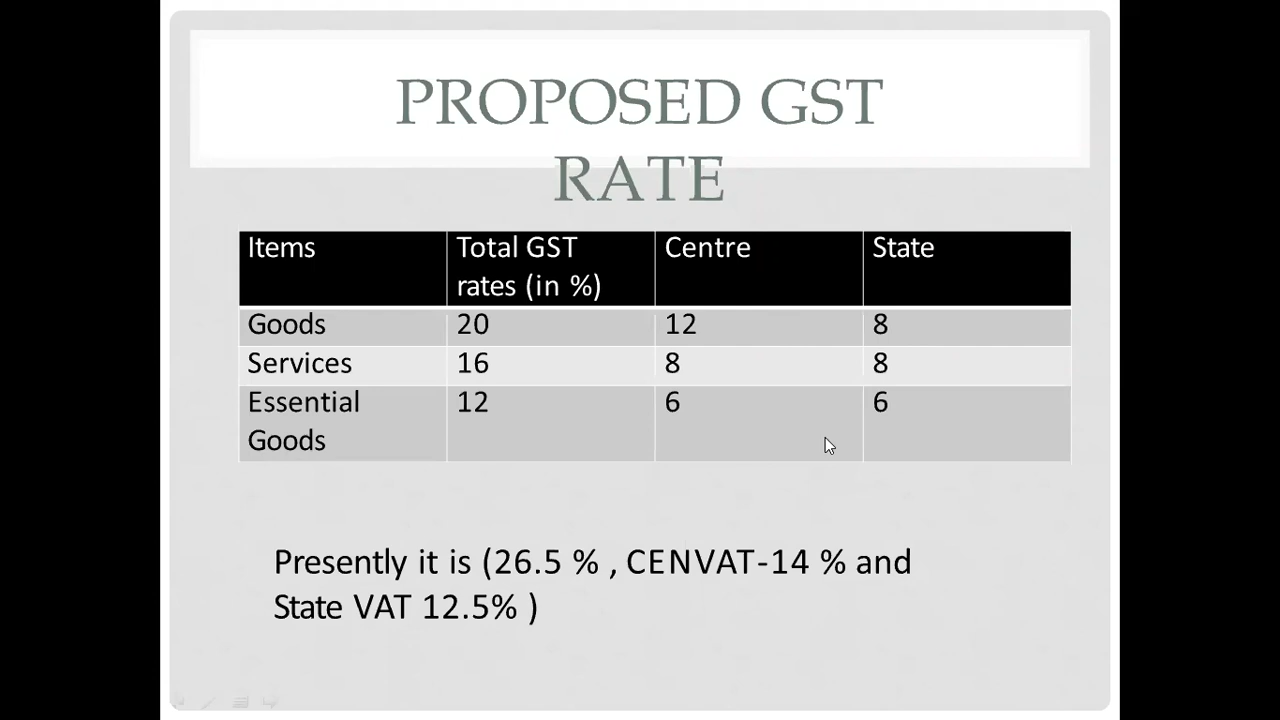 PROPOSED GST
RATE
Items Total GST rates (in %) Centre State
Goods 20 12 8
Services 16 8 8
Essential Goods 12 6 6
Presently it is (26.5 % , CENVAT-14 % and
State VAT 12.5% )